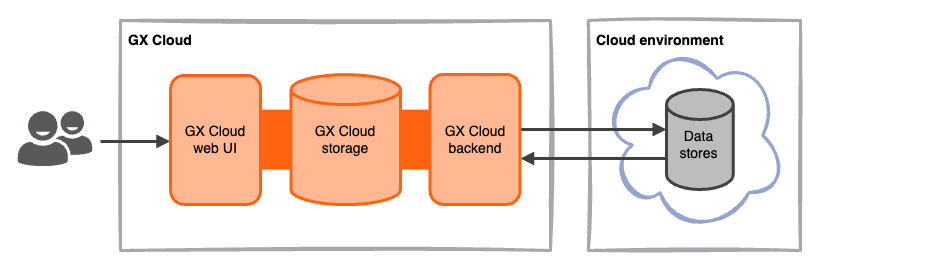 GX Cloud
Cloud environment
GX Cloud
web UI
GX Cloud
storage
GX Cloud
backend
Data
stores